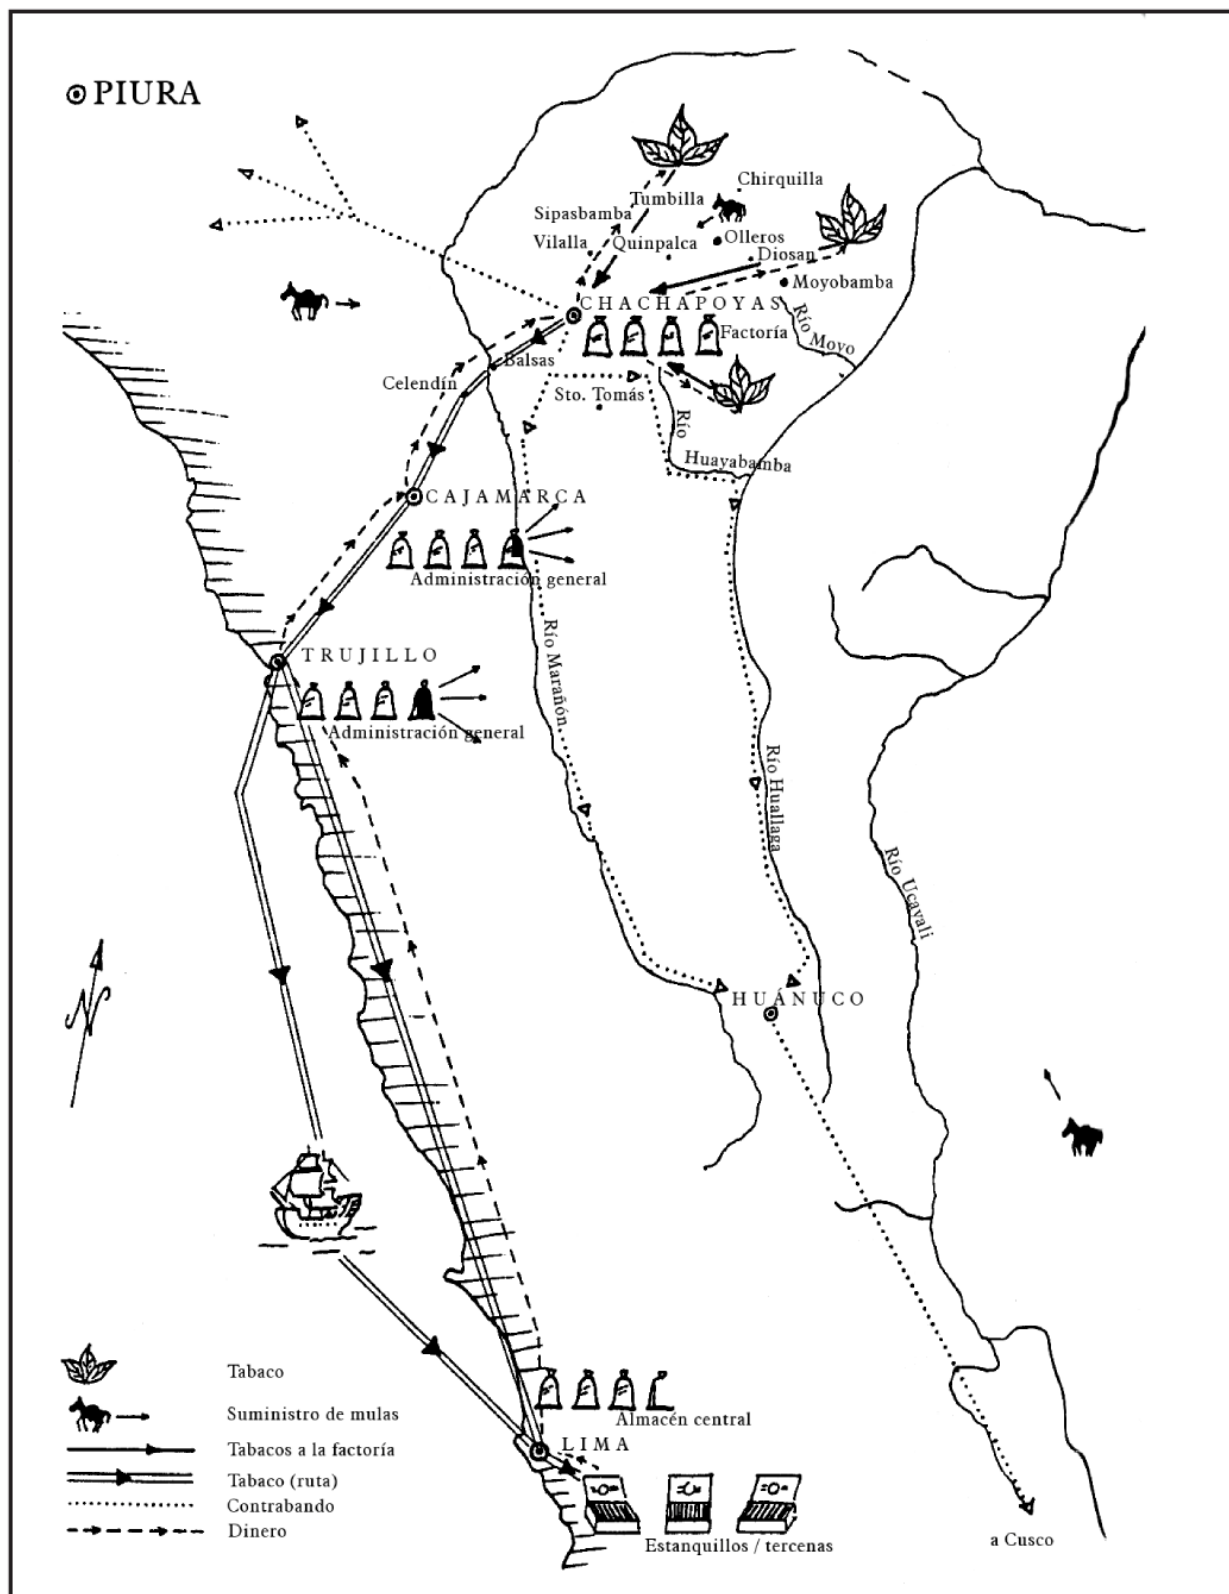 PIURA
Chirquilla
Tumbilla
Sipasbamba
Vilalla
Quinpalca
Olleros
Diosan
Moyobamba
CHACHAPOYAS
Factoría
Río Moyo
Balsas
Celendín
Sto. Tomás
Río
Huayabamba
CAJAMARCA
Administración general
Río Marañón
TRUJILLO
Administración general
Río Huallaga
Río Ucayali
HUÁNUCO
N
Tabaco
Suministro de mulas
Tabacos a la factoría
Tabaco (ruta)
Contrabando
Dinero
Almacén central
LIMA
Estanquillos / tercenas
a Cusco